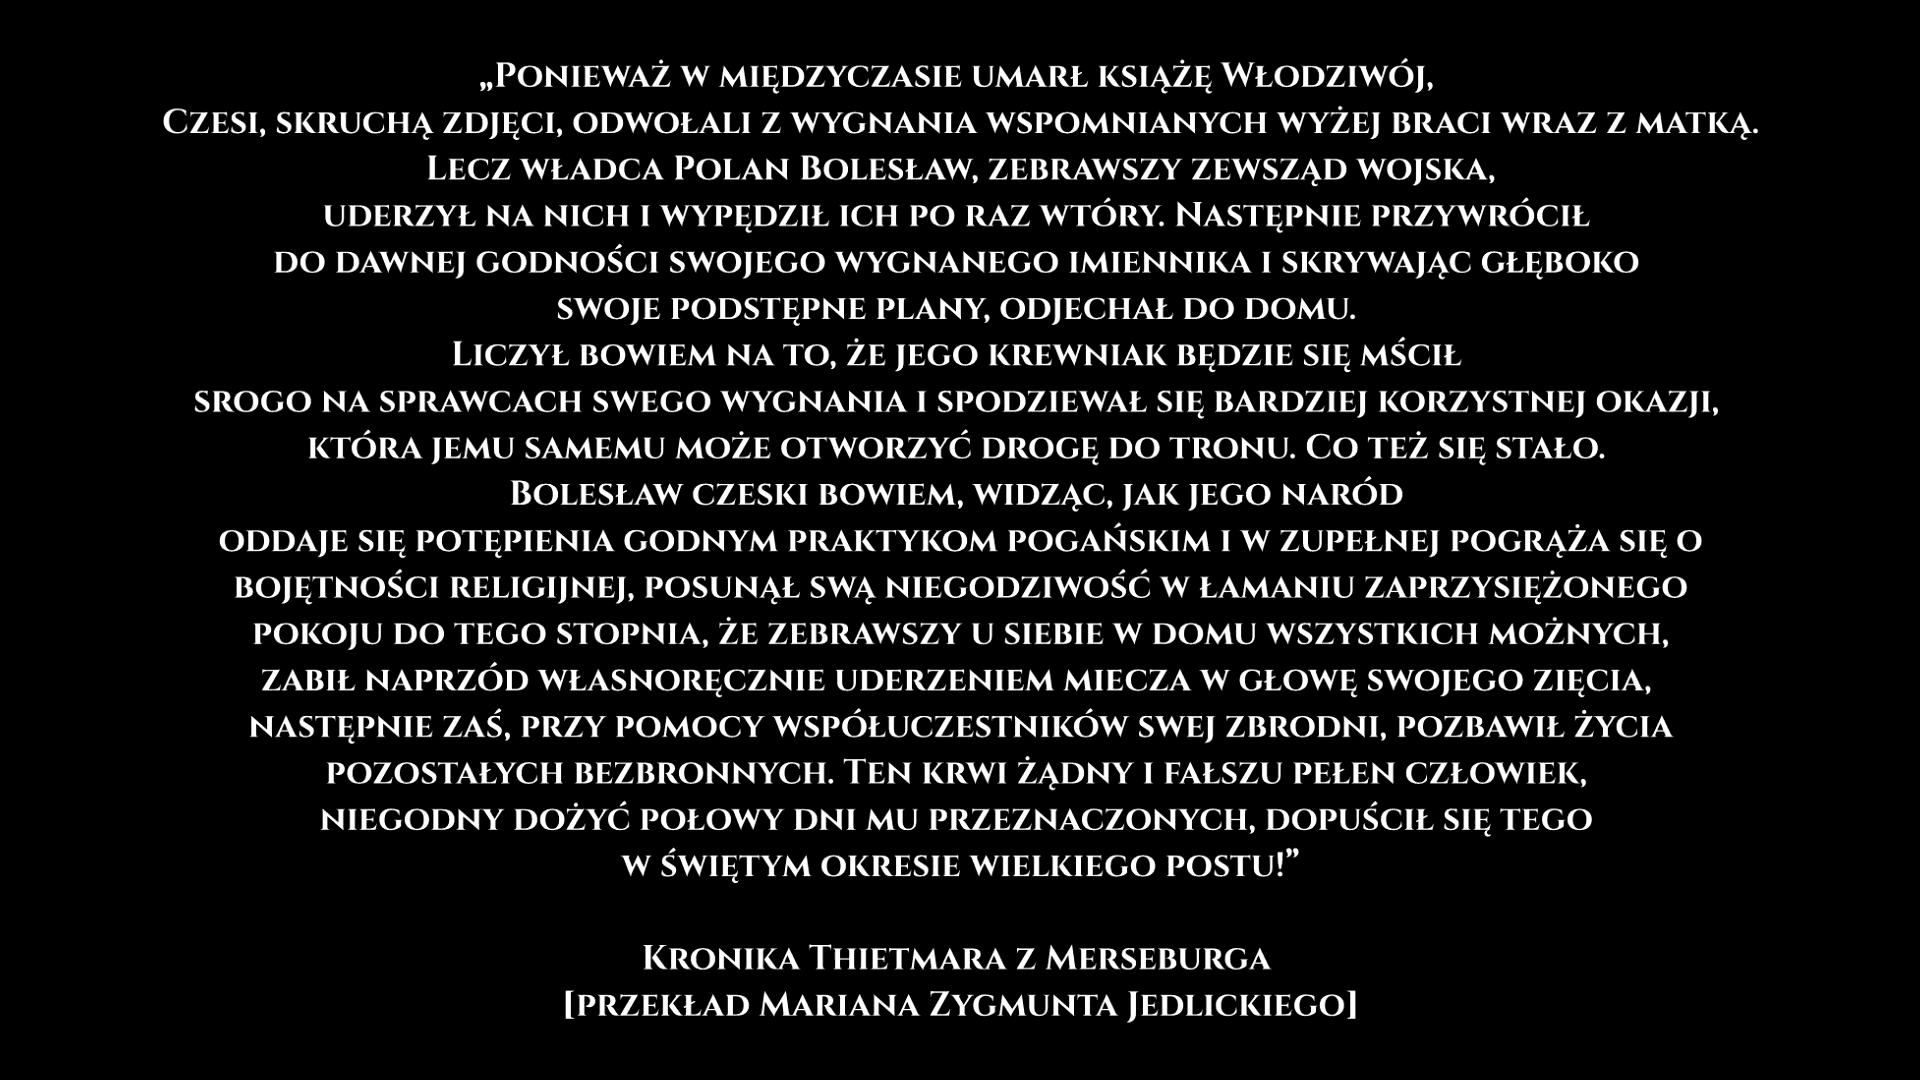 „Ponieważ w międzyczasie umarł książę Włodziwój,
Czesi, skruchą zdjęci, odwołali z wygnania wspomnianych wyżej braci wraz z matką.
Lecz władca Polan Bolesław, zebrawszy zewsząd wojska,
uderzył na nich i wypędził ich po raz wtóry. Następnie przywrócił
do dawnej godności swojego wygnanego imiennika i skrywając głęboko
swoje podstępne plany, odjechał do domu.
Liczył bowiem na to, że jego krewniak będzie się mścił
srogo na sprawcach swego wygnania i spodziewał się bardziej korzystnej okazji,
która jemu samemu może otworzyć drogę do tronu. Co też się stało.
Bolesław czeski bowiem, widząc, jak jego naród
oddaje się potępienia godnym praktykom pogańskim i w zupełnej pogrąża się o
bojętności religijnej, posunął swą niegodziwość w łamaniu zaprzysiężonego
pokoju do tego stopnia, że zebrawszy u siebie w domu wszystkich możnych,
zabił naprzód własnoręcznie uderzeniem miecza w głowę swojego zięcia,
następnie zaś, przy pomocy współuczestników swej zbrodni, pozbawił życia
pozostałych bezbronnych. Ten krwi żądny i fałszu pełen człowiek,
niegodny dożyć połowy dni mu przeznaczonych, dopuścił się tego
w świętym okresie wielkiego postu!”
Kronika Thietmara z Merseburga
[przekład Mariana Zygmunta Jedlickiego]